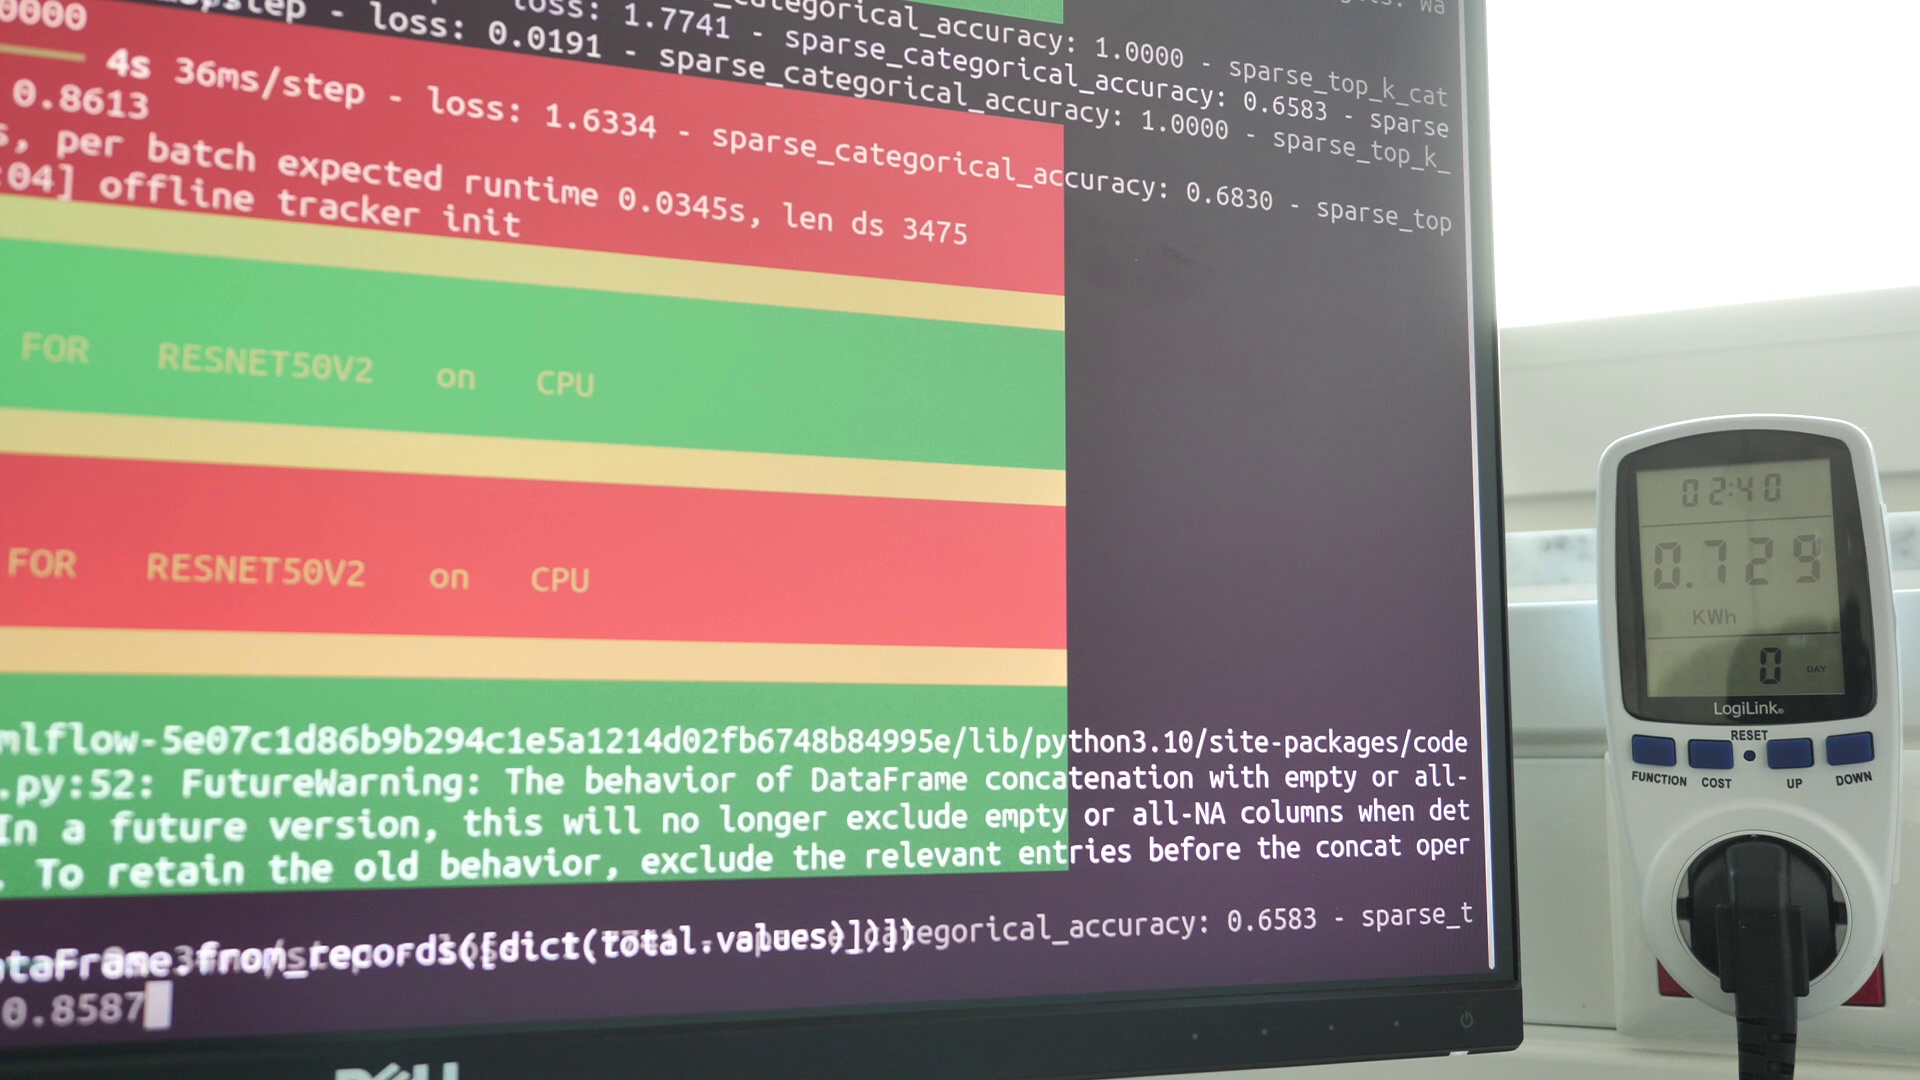 0000
step - loss: 0.0191 - sparse_categorical_accuracy: 1.0000 - sparse_top_k_
loss: 1.7741 - sparse_categorical_accuracy: 0.6583 - sparse
categorical_accuracy: 1.0000 - sparse_top_k_cat
4s 36ms/step - loss: 1.6334 - sparse_categorical_accuracy: 0.6830 - sparse_top
0.8613
s, per batch expected runtime 0.0345s, len ds 3475
:04] offline tracker init
FOR RESNET50V2 on CPU
FOR RESNET50V2 on CPU
mlflow-5e07c1d86b9b294c1e5a1214d02fb6748b84995e/lib/python3.10/site-packages/code
.py:52: FutureWarning: The behavior of DataFrame concatenation with empty or all-
In a future version, this will no longer exclude empty or all-NA columns when det
. To retain the old behavior, exclude the relevant entries before the concat oper
ataFrame.from_records([dict(total.values)])])
categorical_accuracy: 0.6583 - sparse_t
0.8587
DELL
02:40
0.729
KWh
0 DAY
LogiLink
RESET
FUNCTION COST UP DOWN